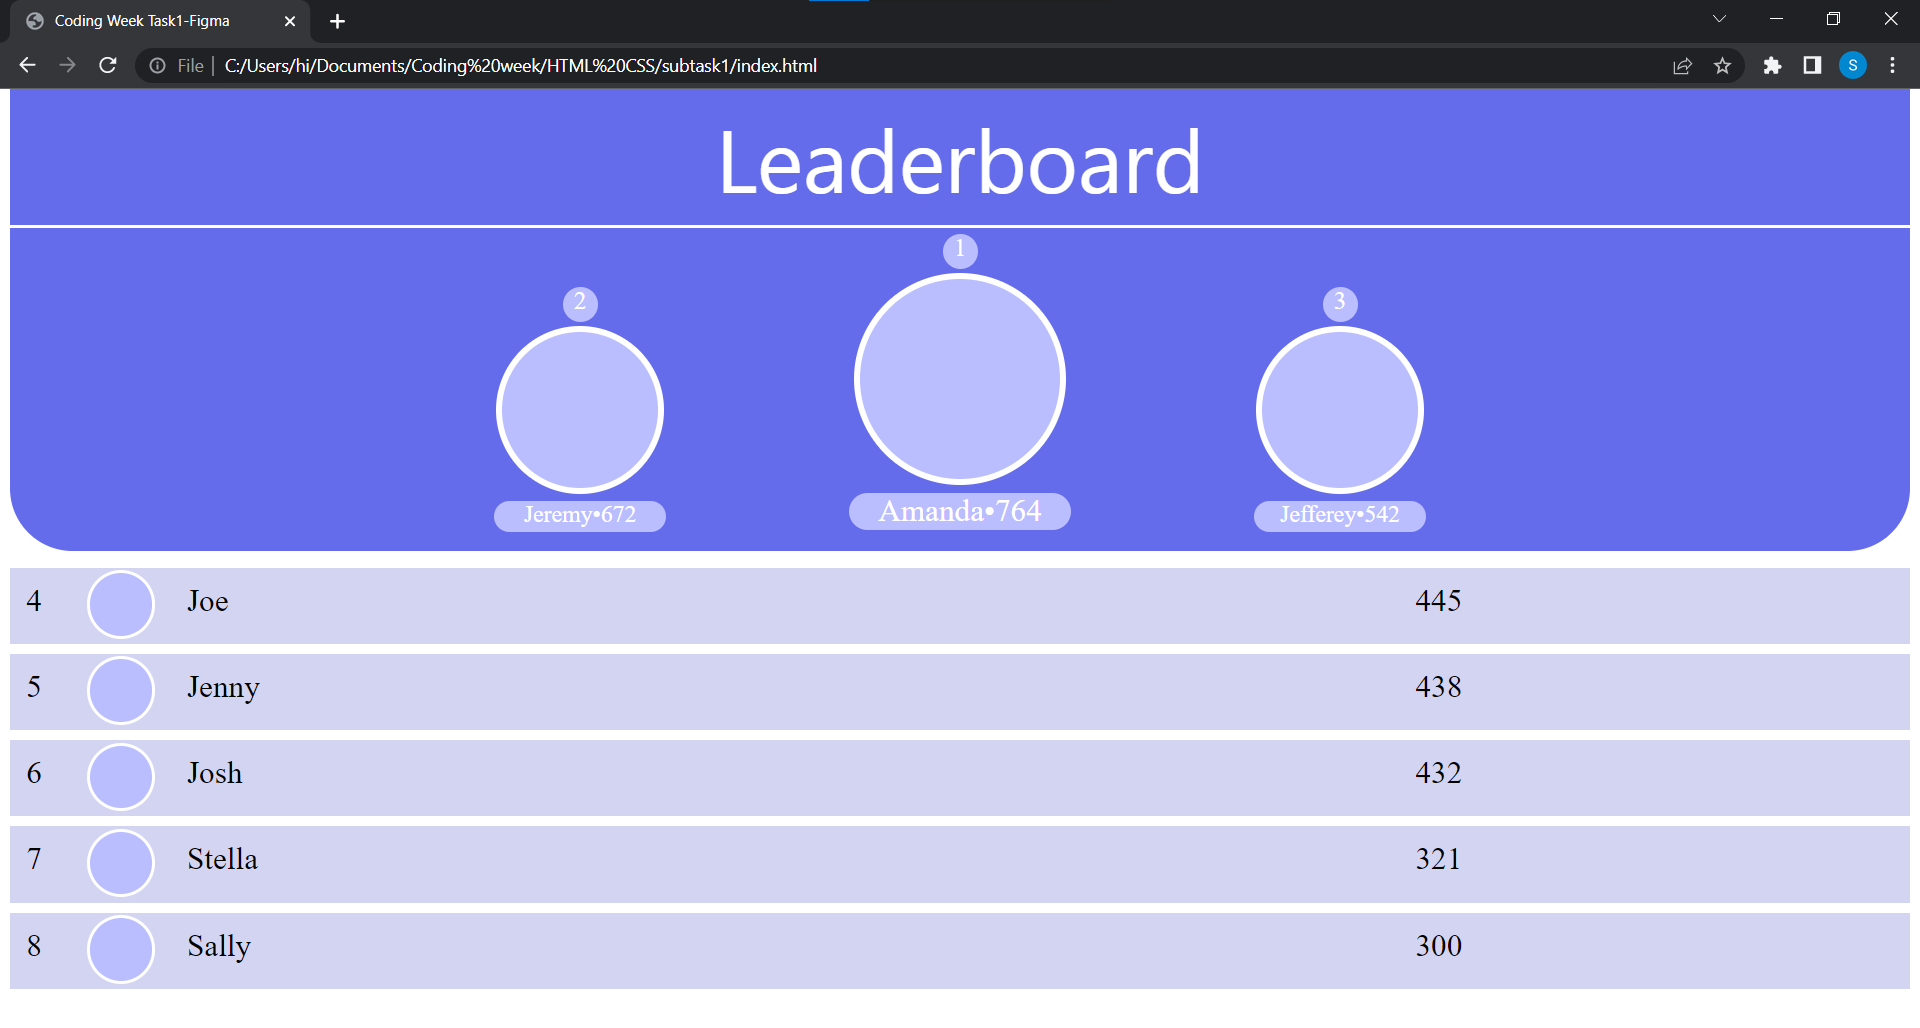 Coding Week Task1-Figma
File | C:/Users/hi/Documents/Coding%20week/HTML%20CSS/subtask1/index.html
S
Leaderboard
1
2
3
Jeremy•672
Amanda•764
Jefferey•542
4 Joe 445
5 Jenny 438
6 Josh 432
7 Stella 321
8 Sally 300